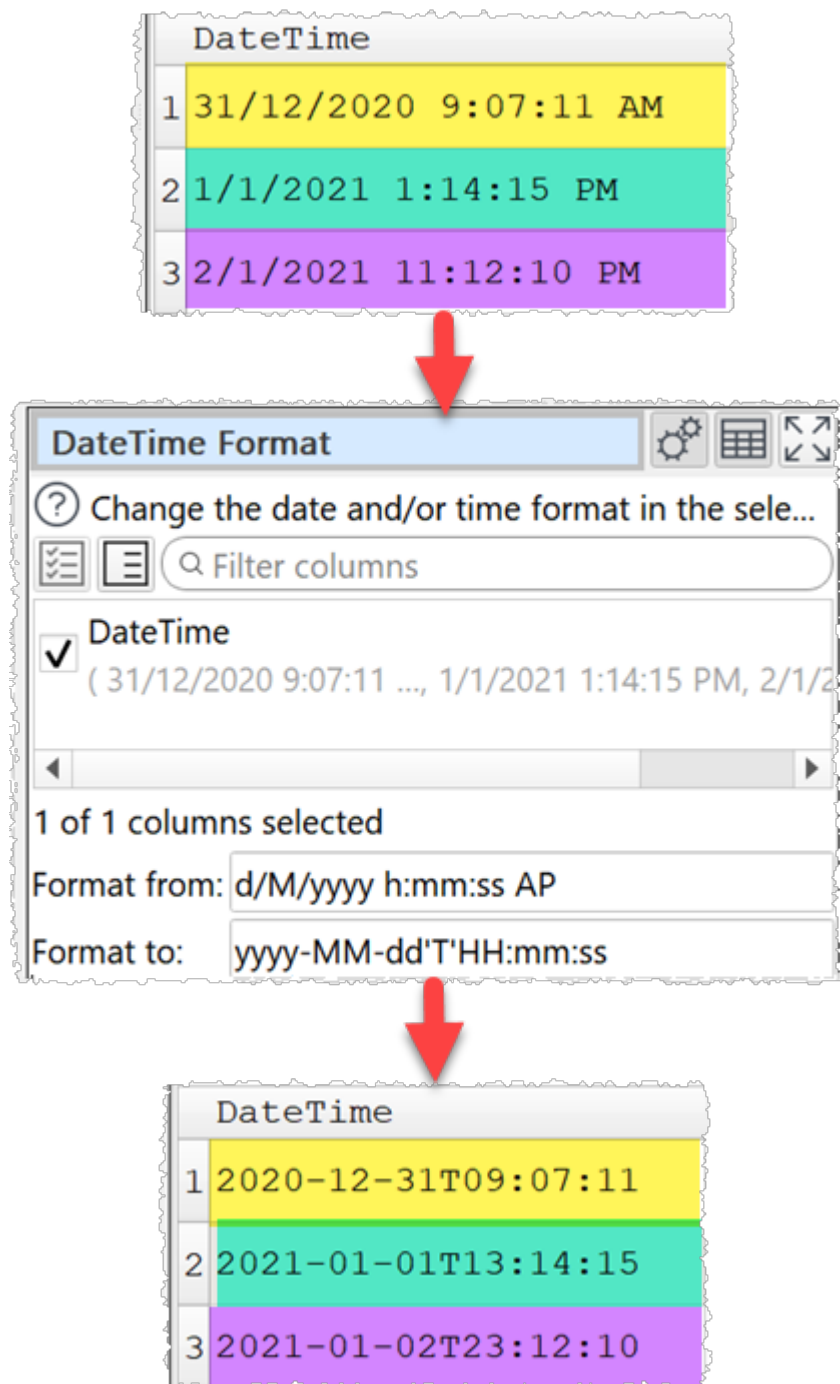 DateTime
1 31/12/2020 9:07:11 AM
2 1/1/2021 1:14:15 PM
3 2/1/2021 11:12:10 PM
DateTime Format
? Change the date and/or time format in the sele...
Filter columns
DateTime
( 31/12/2020 9:07:11 ..., 1/1/2021 1:14:15 PM, 2/1/2
1 of 1 columns selected
Format from: d/M/yyyy h:mm:ss AP
Format to: yyyy-MM-dd'T'HH:mm:ss
DateTime
1 2020-12-31T09:07:11
2 2021-01-01T13:14:15
3 2021-01-02T23:12:10